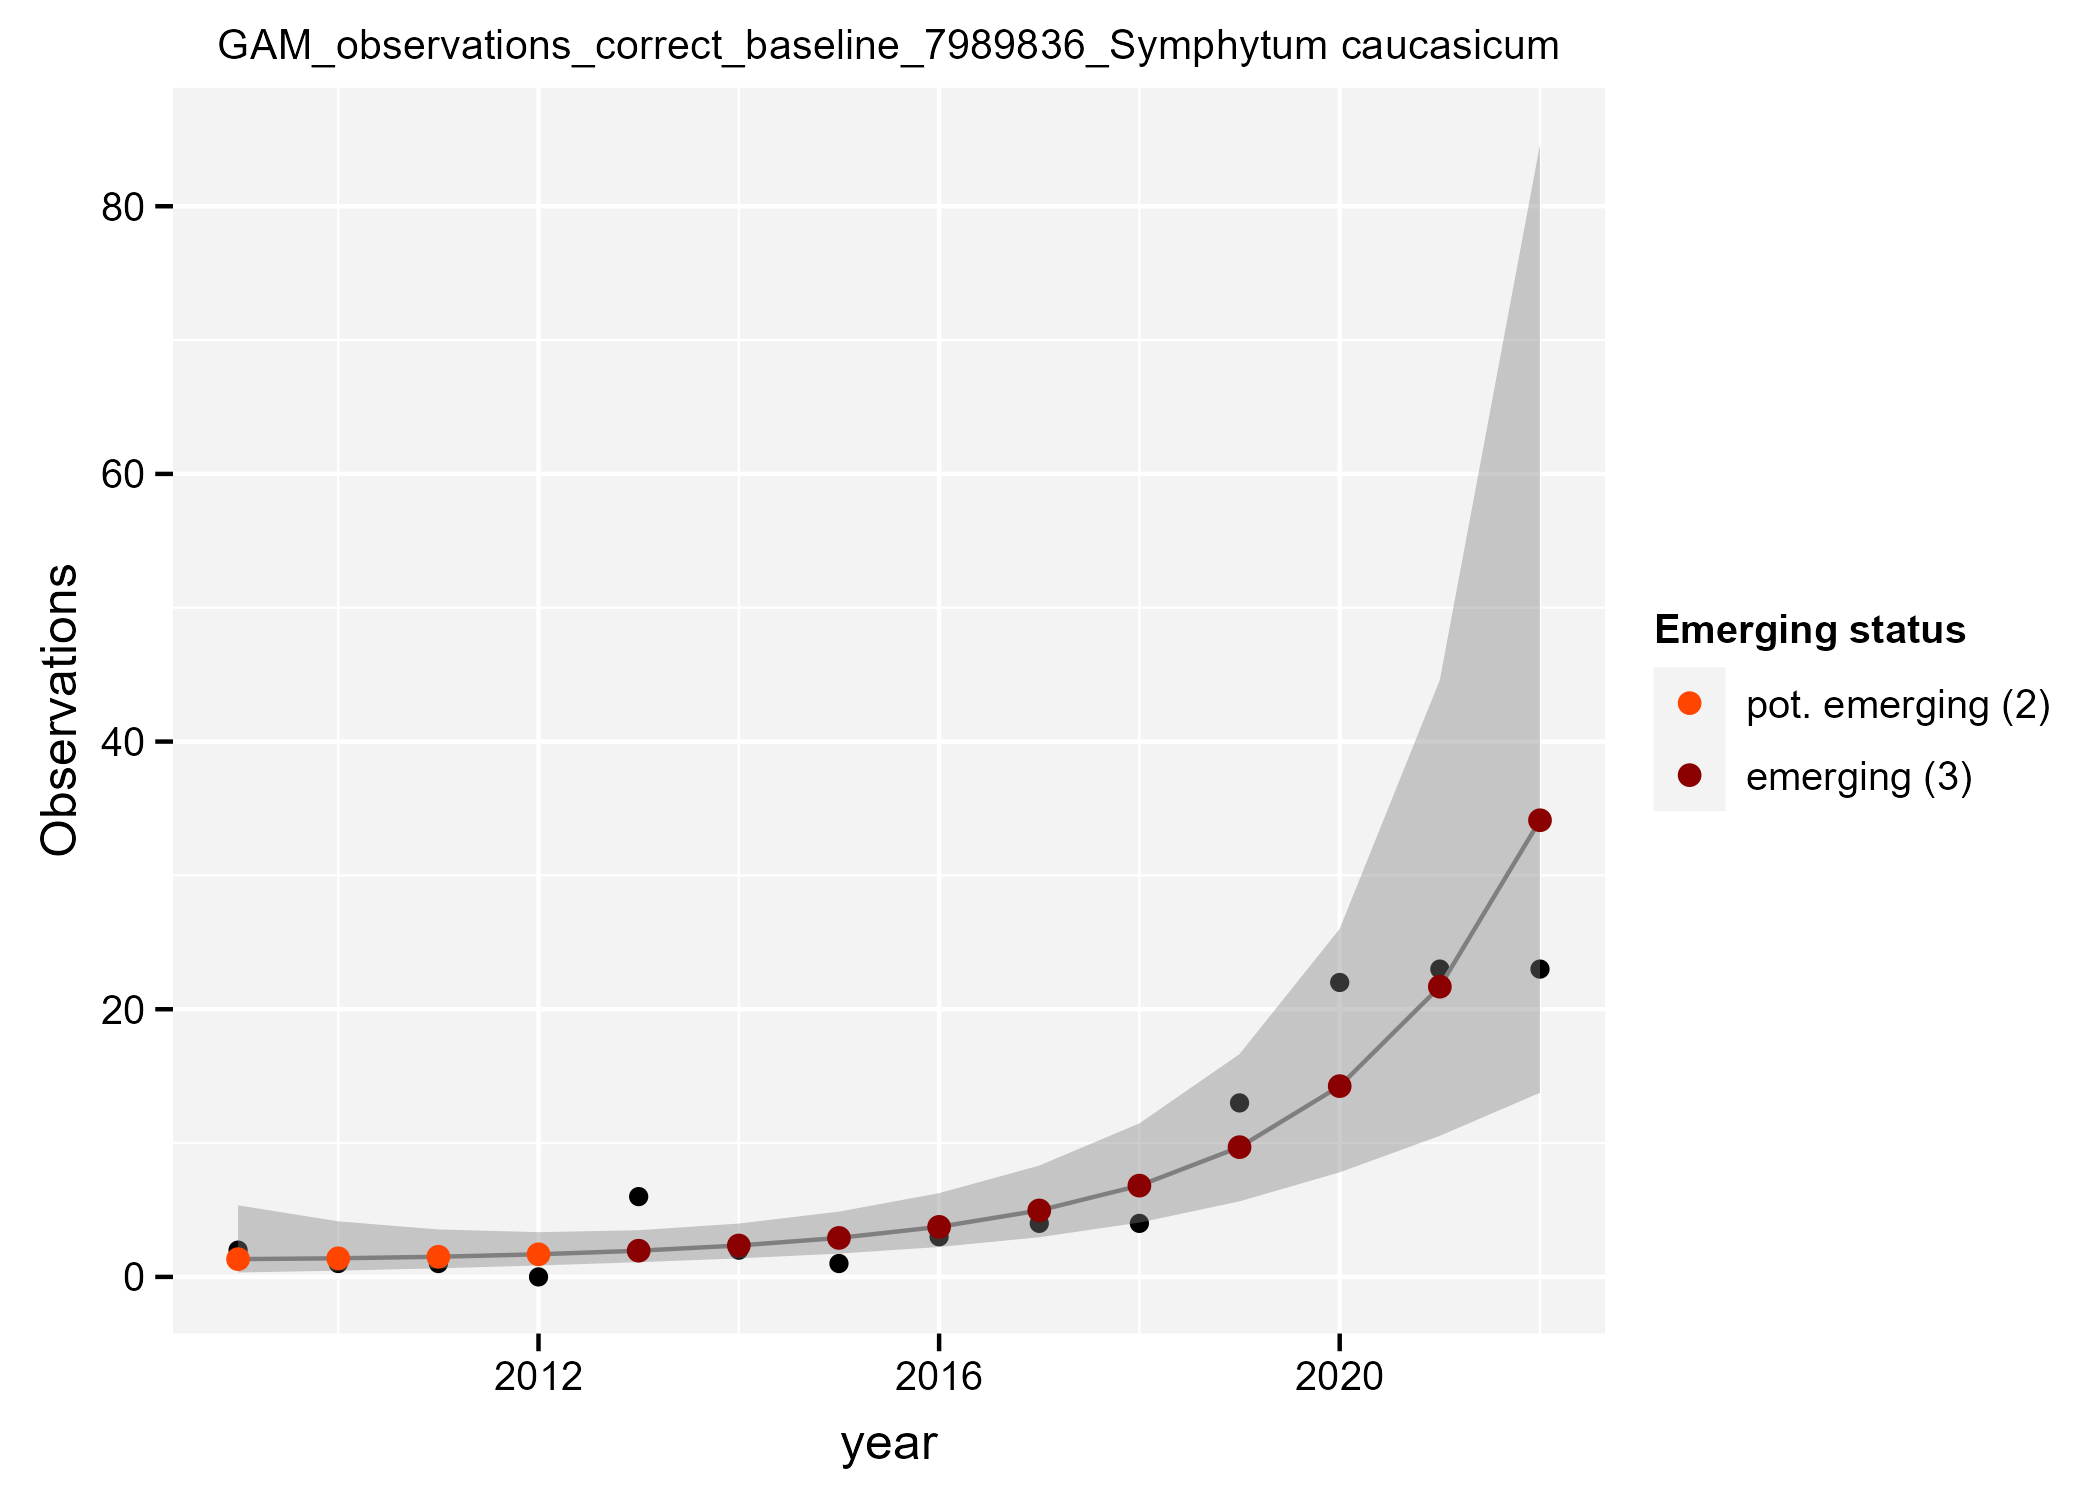 GAM_observations_correct_baseline_7989836_Symphytum caucasicum
80
60
40
20
0
Observations
2012
2016
2020
year
Emerging status
pot. emerging (2)
emerging (3)